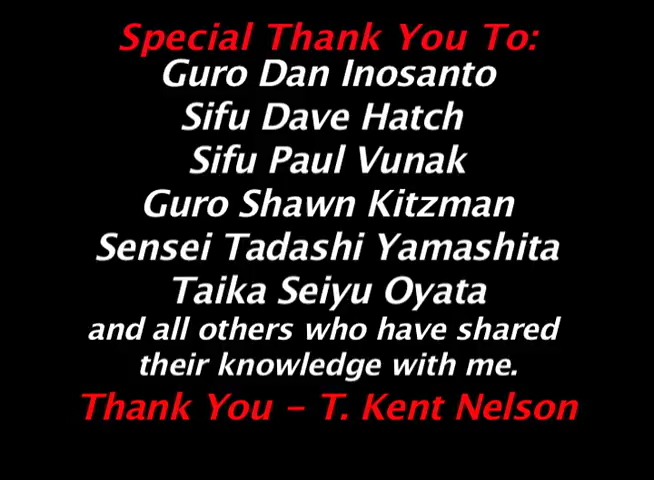 Special Thank You To:
Guro Dan Inosanto
Sifu Dave Hatch
Sifu Paul Vunak
Guro Shawn Kitzman
Sensei Tadashi Yamashita
Taika Seiyu Oyata
and all others who have shared
their knowledge with me.
Thank You - T. Kent Nelson